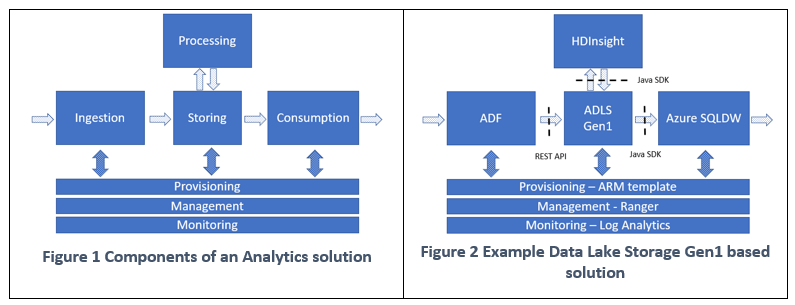 Processing
Ingestion
Storing
Consumption
Provisioning
Management
Monitoring
Figure 1 Components of an Analytics solution
HDInsight
Java SDK
ADF
ADLS
Gen1
Azure SQLDW
REST API
Java SDK
Provisioning – ARM template
Management - Ranger
Monitoring – Log Analytics
Figure 2 Example Data Lake Storage Gen1 based
solution